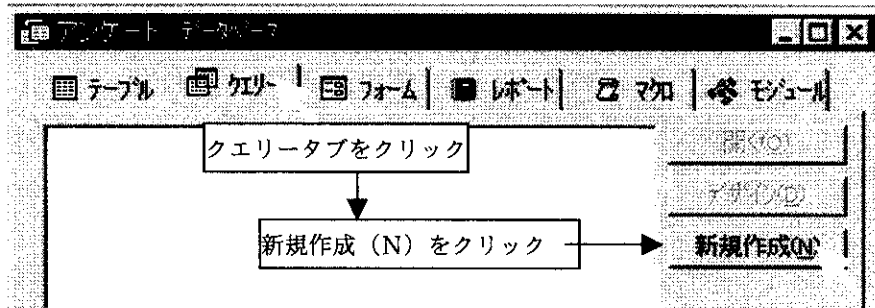 アンケート データベース
テーブル クエリー フォーム レポート マクロ モジュール
開く(O)
クエリータブをクリック
デザイン(D)
新規作成（N）をクリック
新規作成(N)